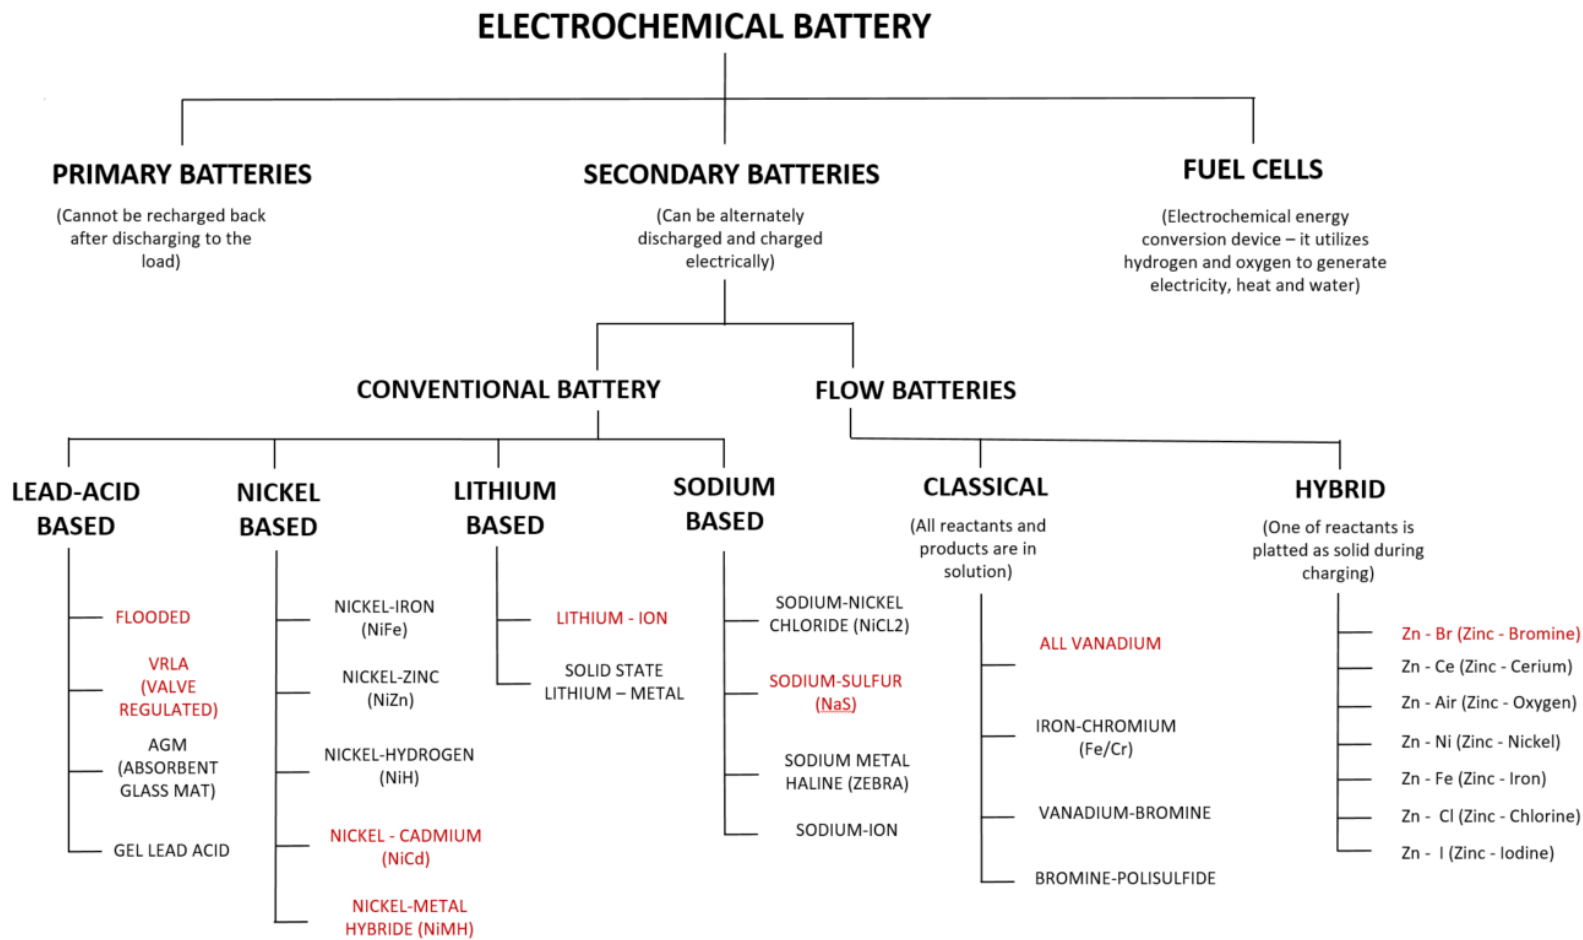 ELECTROCHEMICAL BATTERY
PRIMARY BATTERIES
(Cannot be recharged back
after discharging to the
load)
SECONDARY BATTERIES
(Can be alternately
discharged and charged
electrically)
FUEL CELLS
(Electrochemical energy
conversion device – it utilizes
hydrogen and oxygen to generate
electricity, heat and water)
CONVENTIONAL BATTERY
FLOW BATTERIES
LEAD-ACID
BASED
FLOODED
VRLA
(VALVE
REGULATED)
AGM
(ABSORBENT
GLASS MAT)
GEL LEAD ACID
NICKEL
BASED
NICKEL-IRON
(NiFe)
NICKEL-ZINC
(NiZn)
NICKEL-HYDROGEN
(NiH)
NICKEL - CADMIUM
(NiCd)
NICKEL-METAL
HYBRIDE (NiMH)
LITHIUM
BASED
LITHIUM - ION
SOLID STATE
LITHIUM – METAL
SODIUM
BASED
SODIUM-NICKEL
CHLORIDE (NiCL2)
SODIUM-SULFUR
(NaS)
SODIUM METAL
HALINE (ZEBRA)
SODIUM-ION
CLASSICAL
(All reactants and
products are in
solution)
ALL VANADIUM
IRON-CHROMIUM
(Fe/Cr)
VANADIUM-BROMINE
BROMINE-POLISULFIDE
HYBRID
(One of reactants is
platted as solid during
charging)
Zn - Br (Zinc - Bromine)
Zn - Ce (Zinc - Cerium)
Zn - Air (Zinc - Oxygen)
Zn - Ni (Zinc - Nickel)
Zn - Fe (Zinc - Iron)
Zn - Cl (Zinc - Chlorine)
Zn - I (Zinc - Iodine)